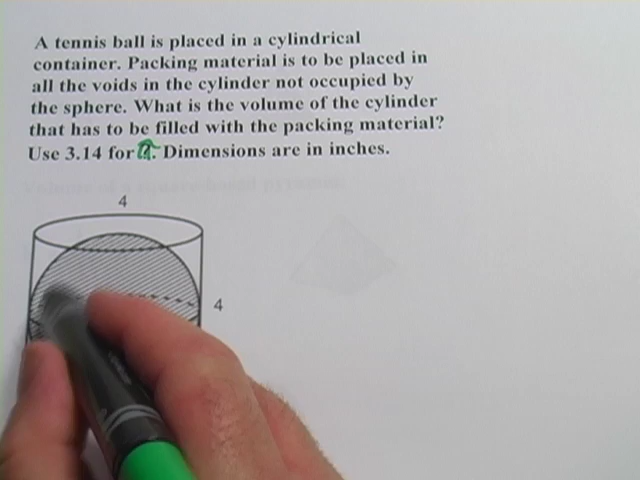 A tennis ball is placed in a cylindrical
container. Packing material is to be placed in
all the voids in the cylinder not occupied by
the sphere. What is the volume of the cylinder
that has to be filled with the packing material?
Use 3.14 for π. Dimensions are in inches.
4
4